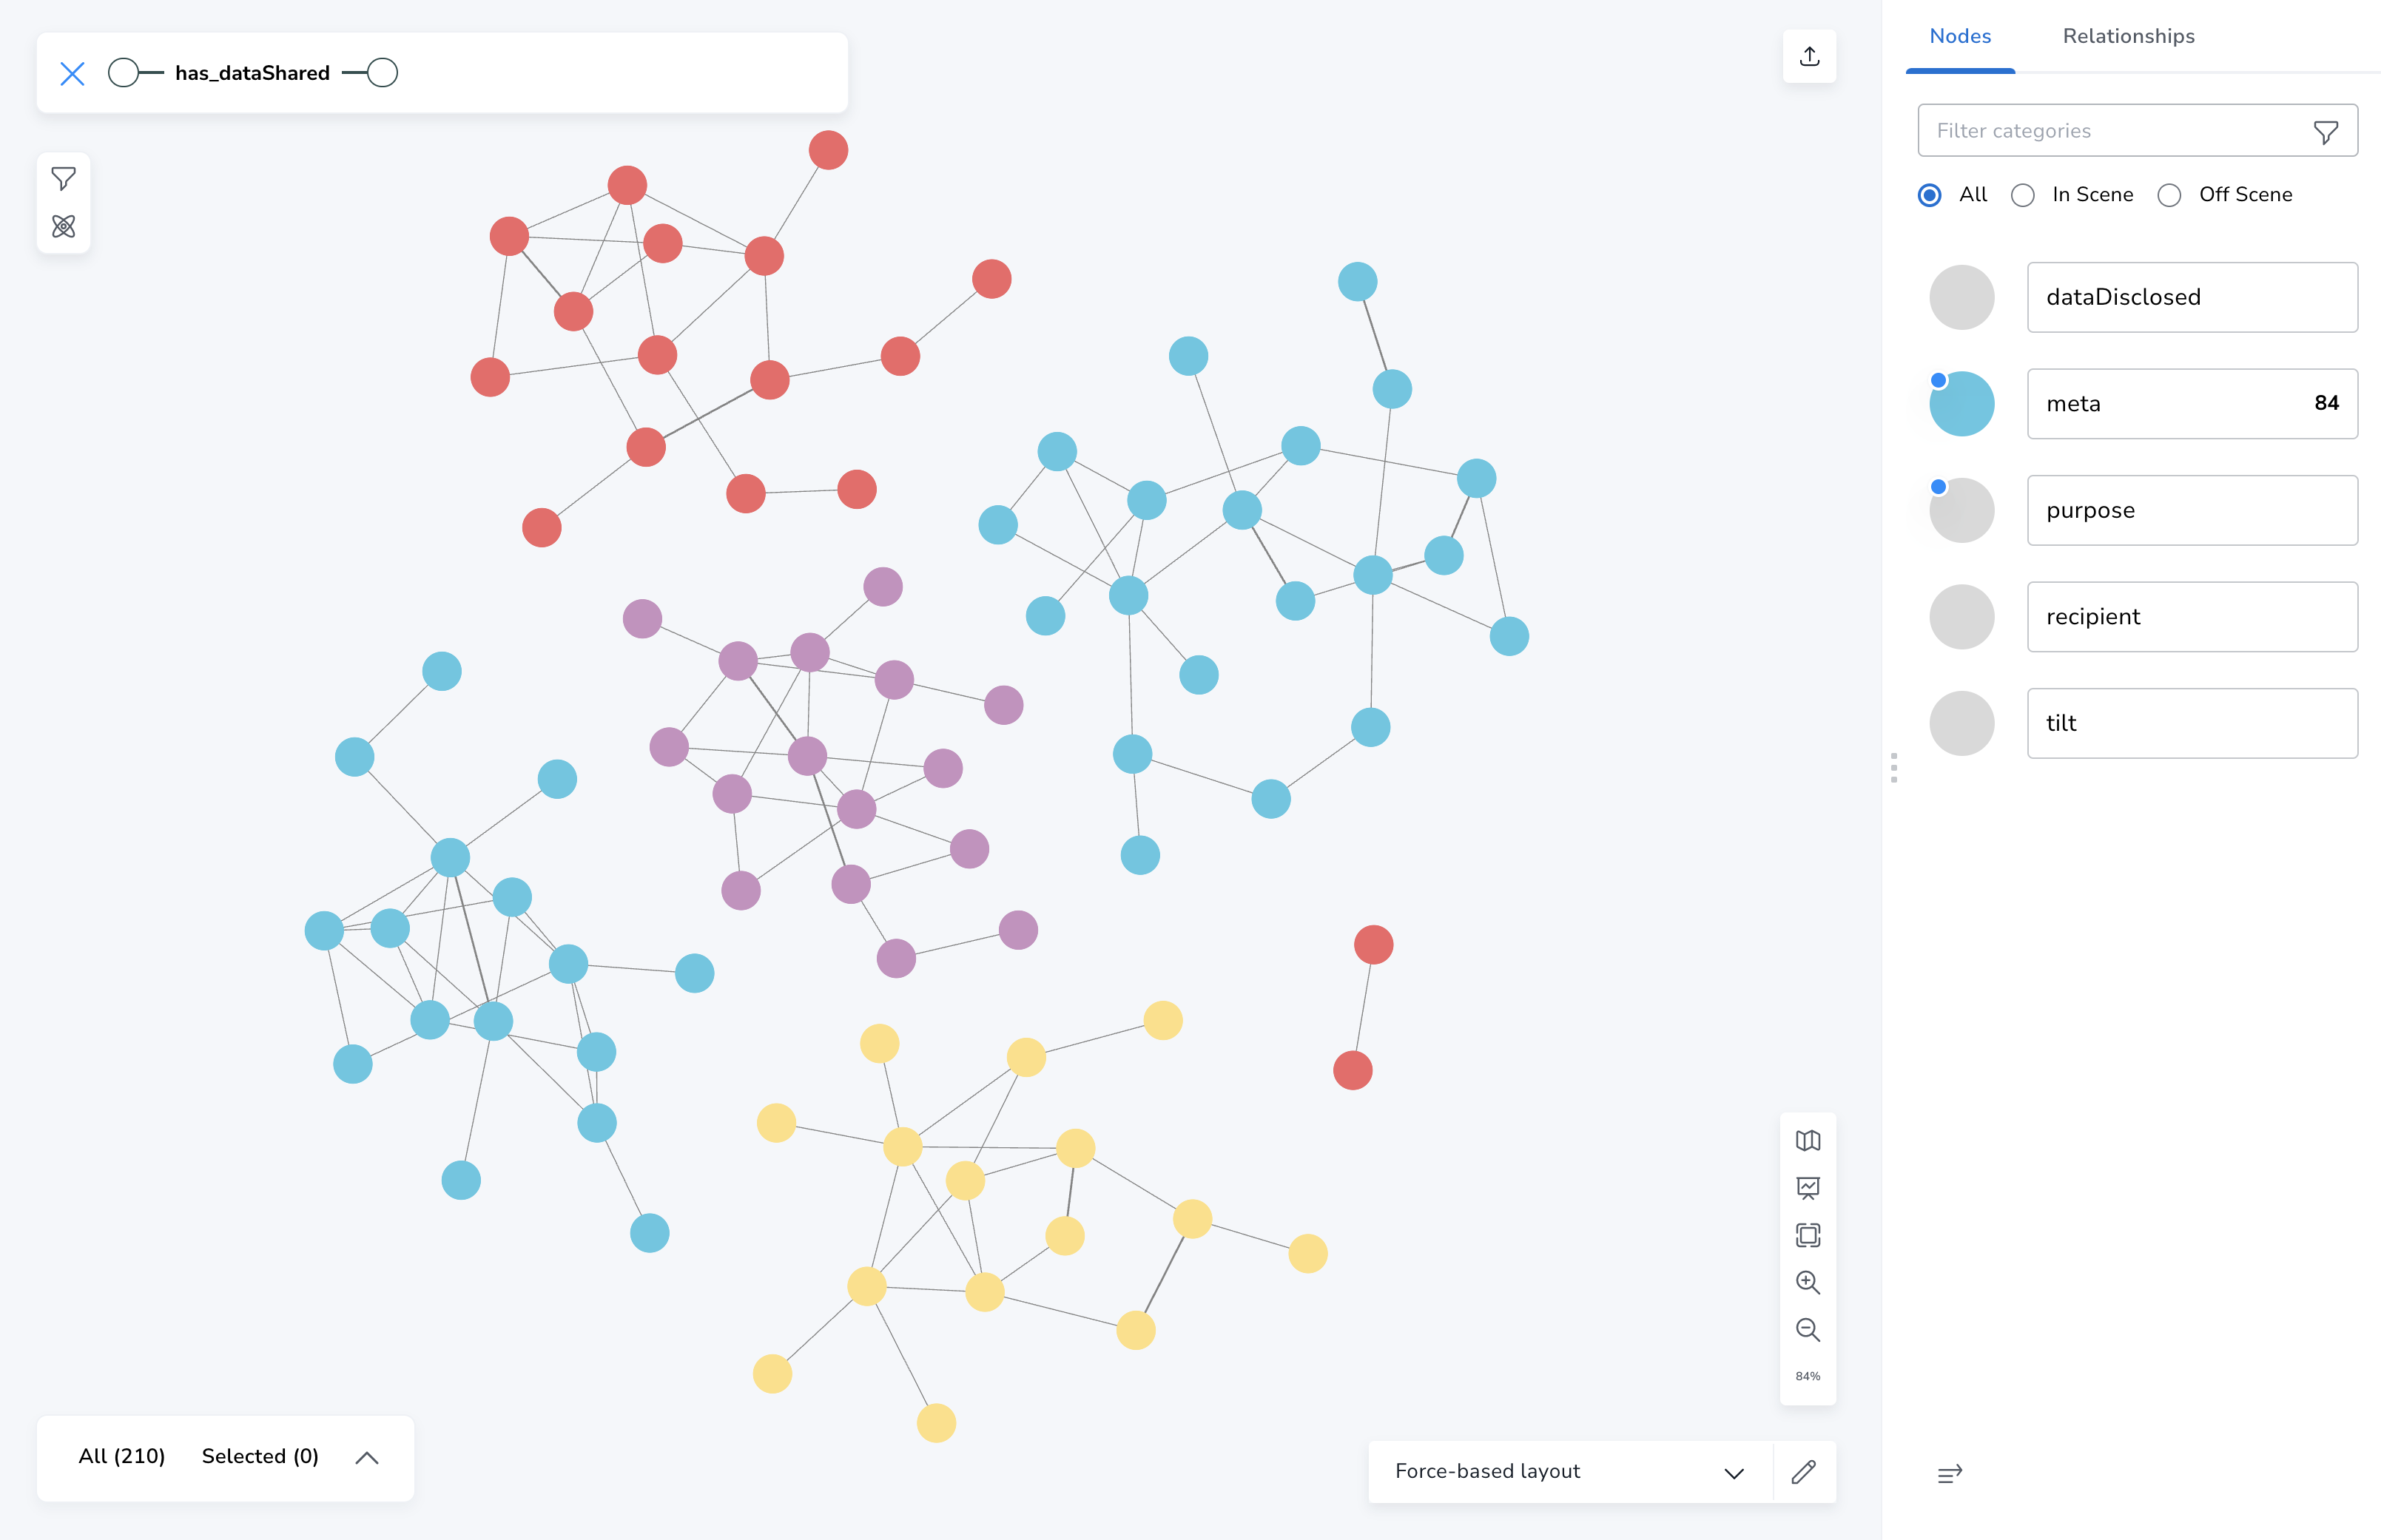 has_dataShared
Nodes Relationships
Filter categories
All In Scene Off Scene
dataDisclosed
meta 84
purpose
recipient
tilt
84%
All (210) Selected (0)
Force-based layout